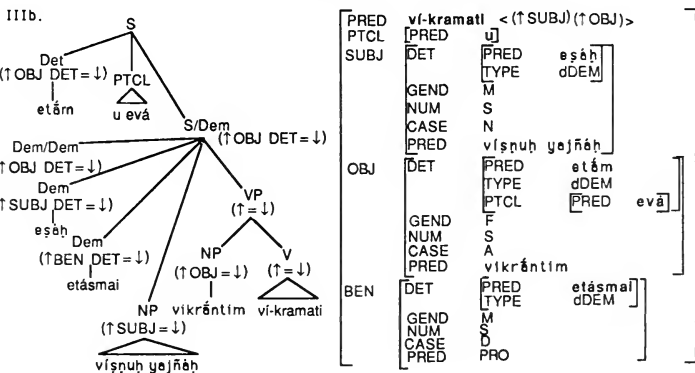 IIIb.
S
Det
(↑OBJ DET=↓)
etā́m
PTCL
u evá
S/Dem
(↑OBJ DET=↓)
Dem/Dem
(↑OBJ DET=↓)
Dem
(↑SUBJ DET=↓)
eṣáḥ
Dem
(↑BEN DET=↓)
etásmai
VP
(↑=↓)
NP
(↑OBJ=↓)
vikrā́ntim
V
(↑=↓)
ví-kramati
NP
(↑SUBJ=↓)
víṣṇuḥ yajñáḥ
PRED ví-kramati <(↑SUBJ)(↑OBJ)>
PTCL [PRED u]
SUBJ DET PRED eṣáḥ
TYPE dDEM
GEND M
NUM S
CASE N
PRED víṣṇuḥ yajñáḥ
OBJ DET PRED etā́m
TYPE dDEM
PTCL [PRED evá]
GEND F
NUM S
CASE A
PRED vikrā́ntim
BEN DET PRED etásmai
TYPE dDEM
GEND M
NUM S
CASE D
PRED PRO